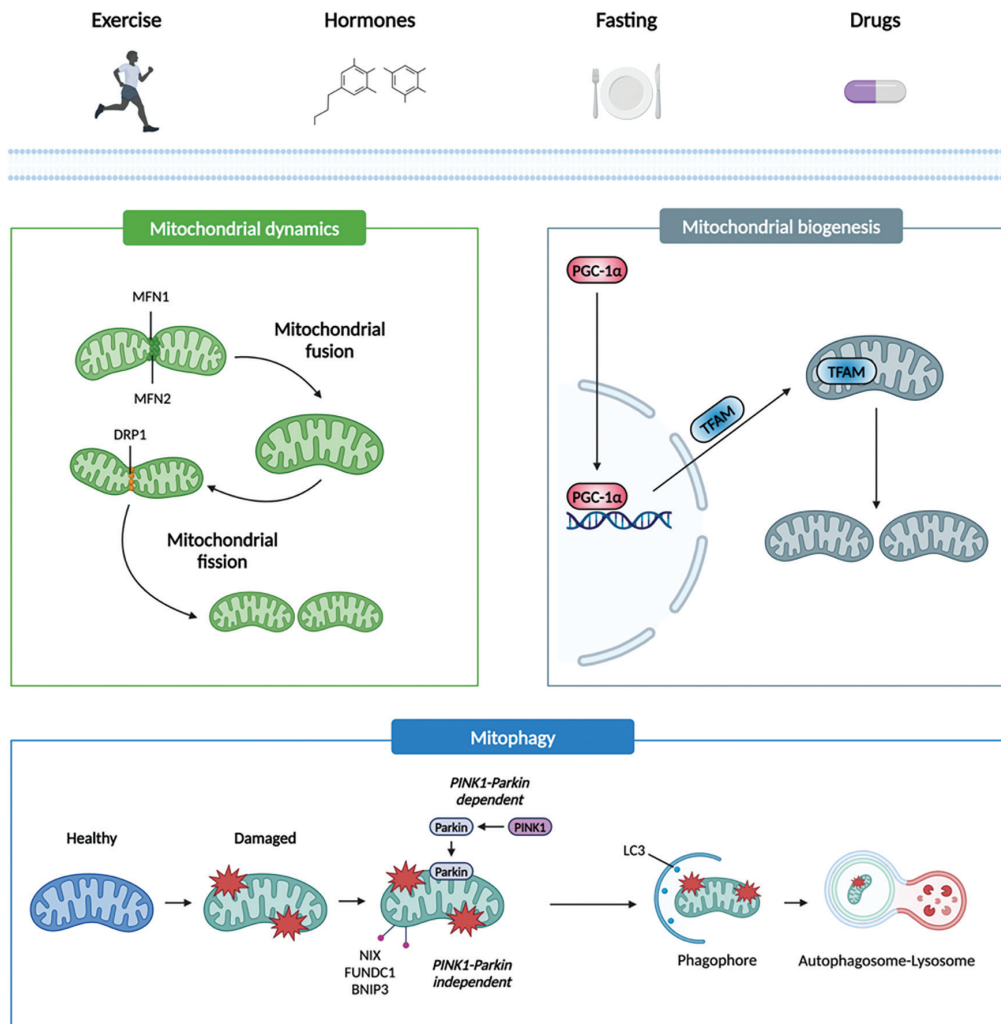 Exercise
Hormones
Fasting
Drugs
Mitochondrial dynamics
MFN1
Mitochondrial
fusion
MFN2
DRP1
Mitochondrial
fission
Mitochondrial biogenesis
PGC-1α
TFAM
TFAM
PGC-1α
Mitophagy
PINK1-Parkin
dependent
Healthy
Damaged
Parkin
PINK1
Parkin
NIX
FUNDC1
BNIP3
PINK1-Parkin
independent
LC3
Phagophore
Autophagosome-Lysosome